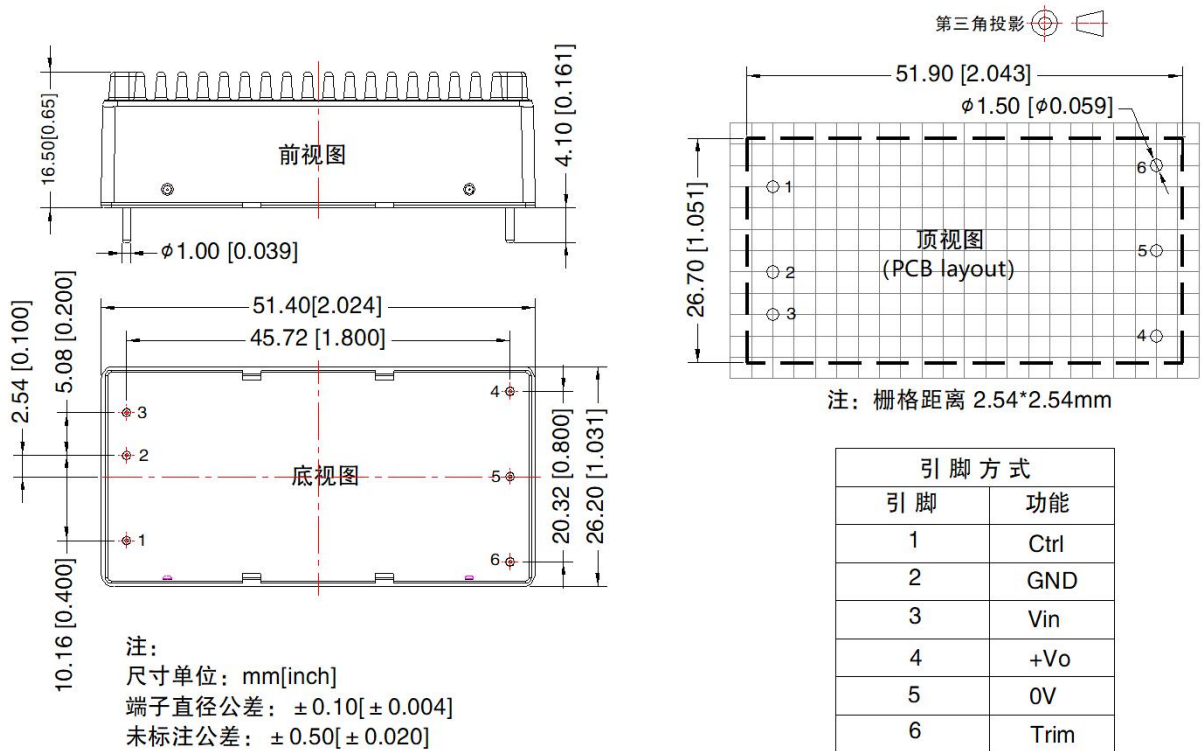 第三角投影
16.50[0.65]
前视图
4.10 [0.161]
φ1.00 [0.039]
51.90 [2.043]
φ1.50 [φ0.059]
26.70 [1.051]
1
2
3
6
5
4
顶视图
(PCB layout)
注：栅格距离 2.54*2.54mm
51.40[2.024]
45.72 [1.800]
2.54 [0.100]
5.08 [0.200]
10.16 [0.400]
3
2
1
底视图
4
5
6
20.32 [0.800]
26.20 [1.031]
注：
尺寸单位：mm[inch]
端子直径公差：±0.10[±0.004]
未标注公差：±0.50[±0.020]
引脚方式
引脚 功能
1 Ctrl
2 GND
3 Vin
4 +Vo
5 0V
6 Trim